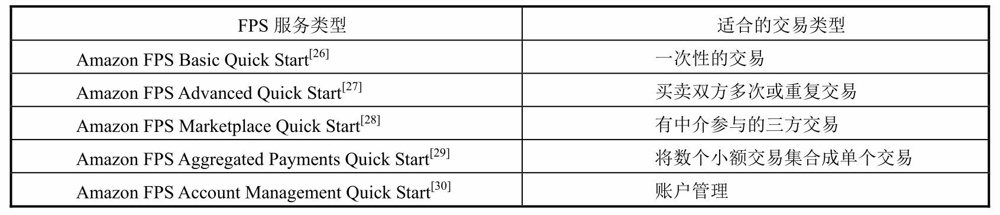 FPS 服务类型 适合的交易类型
Amazon FPS Basic Quick Start[26] 一次性的交易
Amazon FPS Advanced Quick Start[27] 买卖双方多次或重复交易
Amazon FPS Marketplace Quick Start[28] 有中介参与的三方交易
Amazon FPS Aggregated Payments Quick Start[29] 将数个小额交易集合成单个交易
Amazon FPS Account Management Quick Start[30] 账户管理